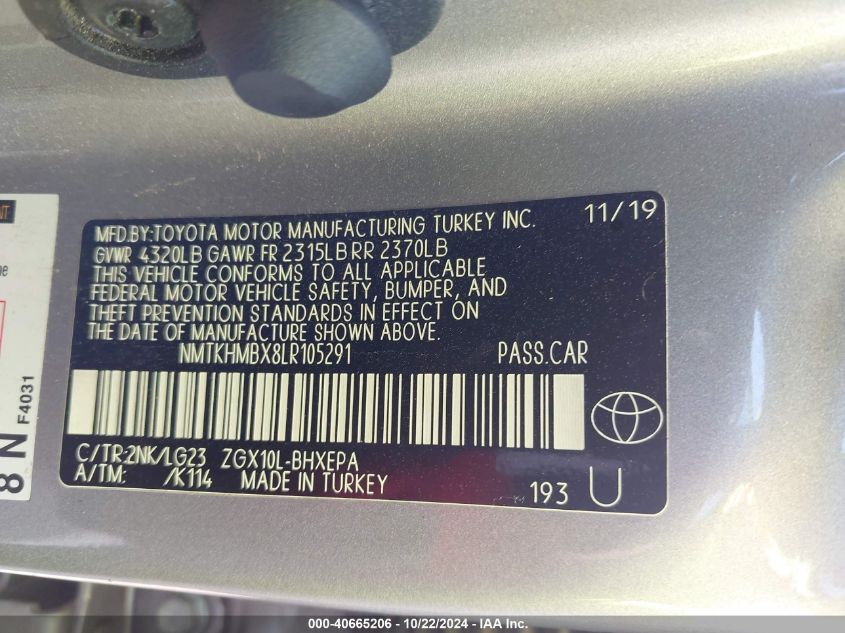 11/19
MFD.BY:TOYOTA MOTOR MANUFACTURING TURKEY INC.
GVWR 4320LB GAWR FR 2315LB RR 2370LB
THIS VEHICLE CONFORMS TO ALL APPLICABLE
FEDERAL MOTOR VEHICLE SAFETY, BUMPER, AND
THEFT PREVENTION STANDARDS IN EFFECT ON
THE DATE OF MANUFACTURE SHOWN ABOVE.
NMTKHMBX8LR105291 PASS.CAR
C/TR:2NK/LG23 ZGX10L-BHXEPA
A/TM: /K114 MADE IN TURKEY
193 U
F4031
8 N
000-40665206 - 10/22/2024 - IAA Inc.